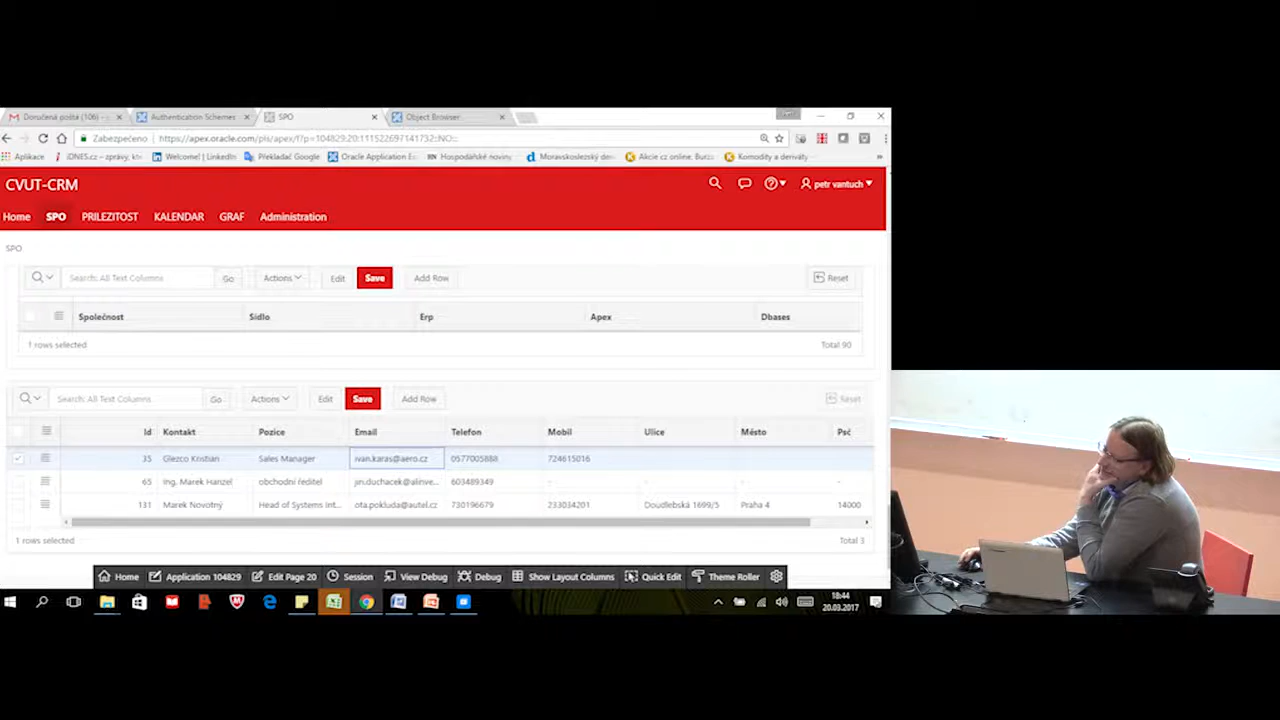 Doručená pošta (106) - Authentication Schemes SPO Object Browser
Zabezpečeno https://apex.oracle.com/pls/apex/f?p=104829:20:111522697141732::NO::
Aplikace iDNES.cz – zprávy, kte Welcome! | LinkedIn Překladač Google Oracle Application Ex Hospodářské noviny Moravskoslezský den Akcie cz online. Burza Komodity a deriváty
CVUT-CRM petr vantuch
Home SPO PRILEZITOST KALENDAR GRAF Administration
SPO
Search: All Text Columns Go Actions Edit Save Add Row Reset
Společnost Sídlo Erp Apex Dbases
1 rows selected Total 90
Search: All Text Columns Go Actions Edit Save Add Row Reset
Id Kontakt Pozice Email Telefon Mobil Ulice Město Psč
35 Glezco Kristián Sales Manager ivan.karas@aero.cz 0577005888 724615016
65 Ing. Marek Hanzel obchodní ředitel jiri.duchacek@alinve... 603489349 - - - -
131 Marek Novotný Head of Systems Int... ota.pokluda@autel.cz 730196679 233034201 Doudlebská 1699/5 Praha 4 14000
1 rows selected Total 3
Home Application 104829 Edit Page 20 Session View Debug Debug Show Layout Columns Quick Edit Theme Roller
18:44
20.03.2017